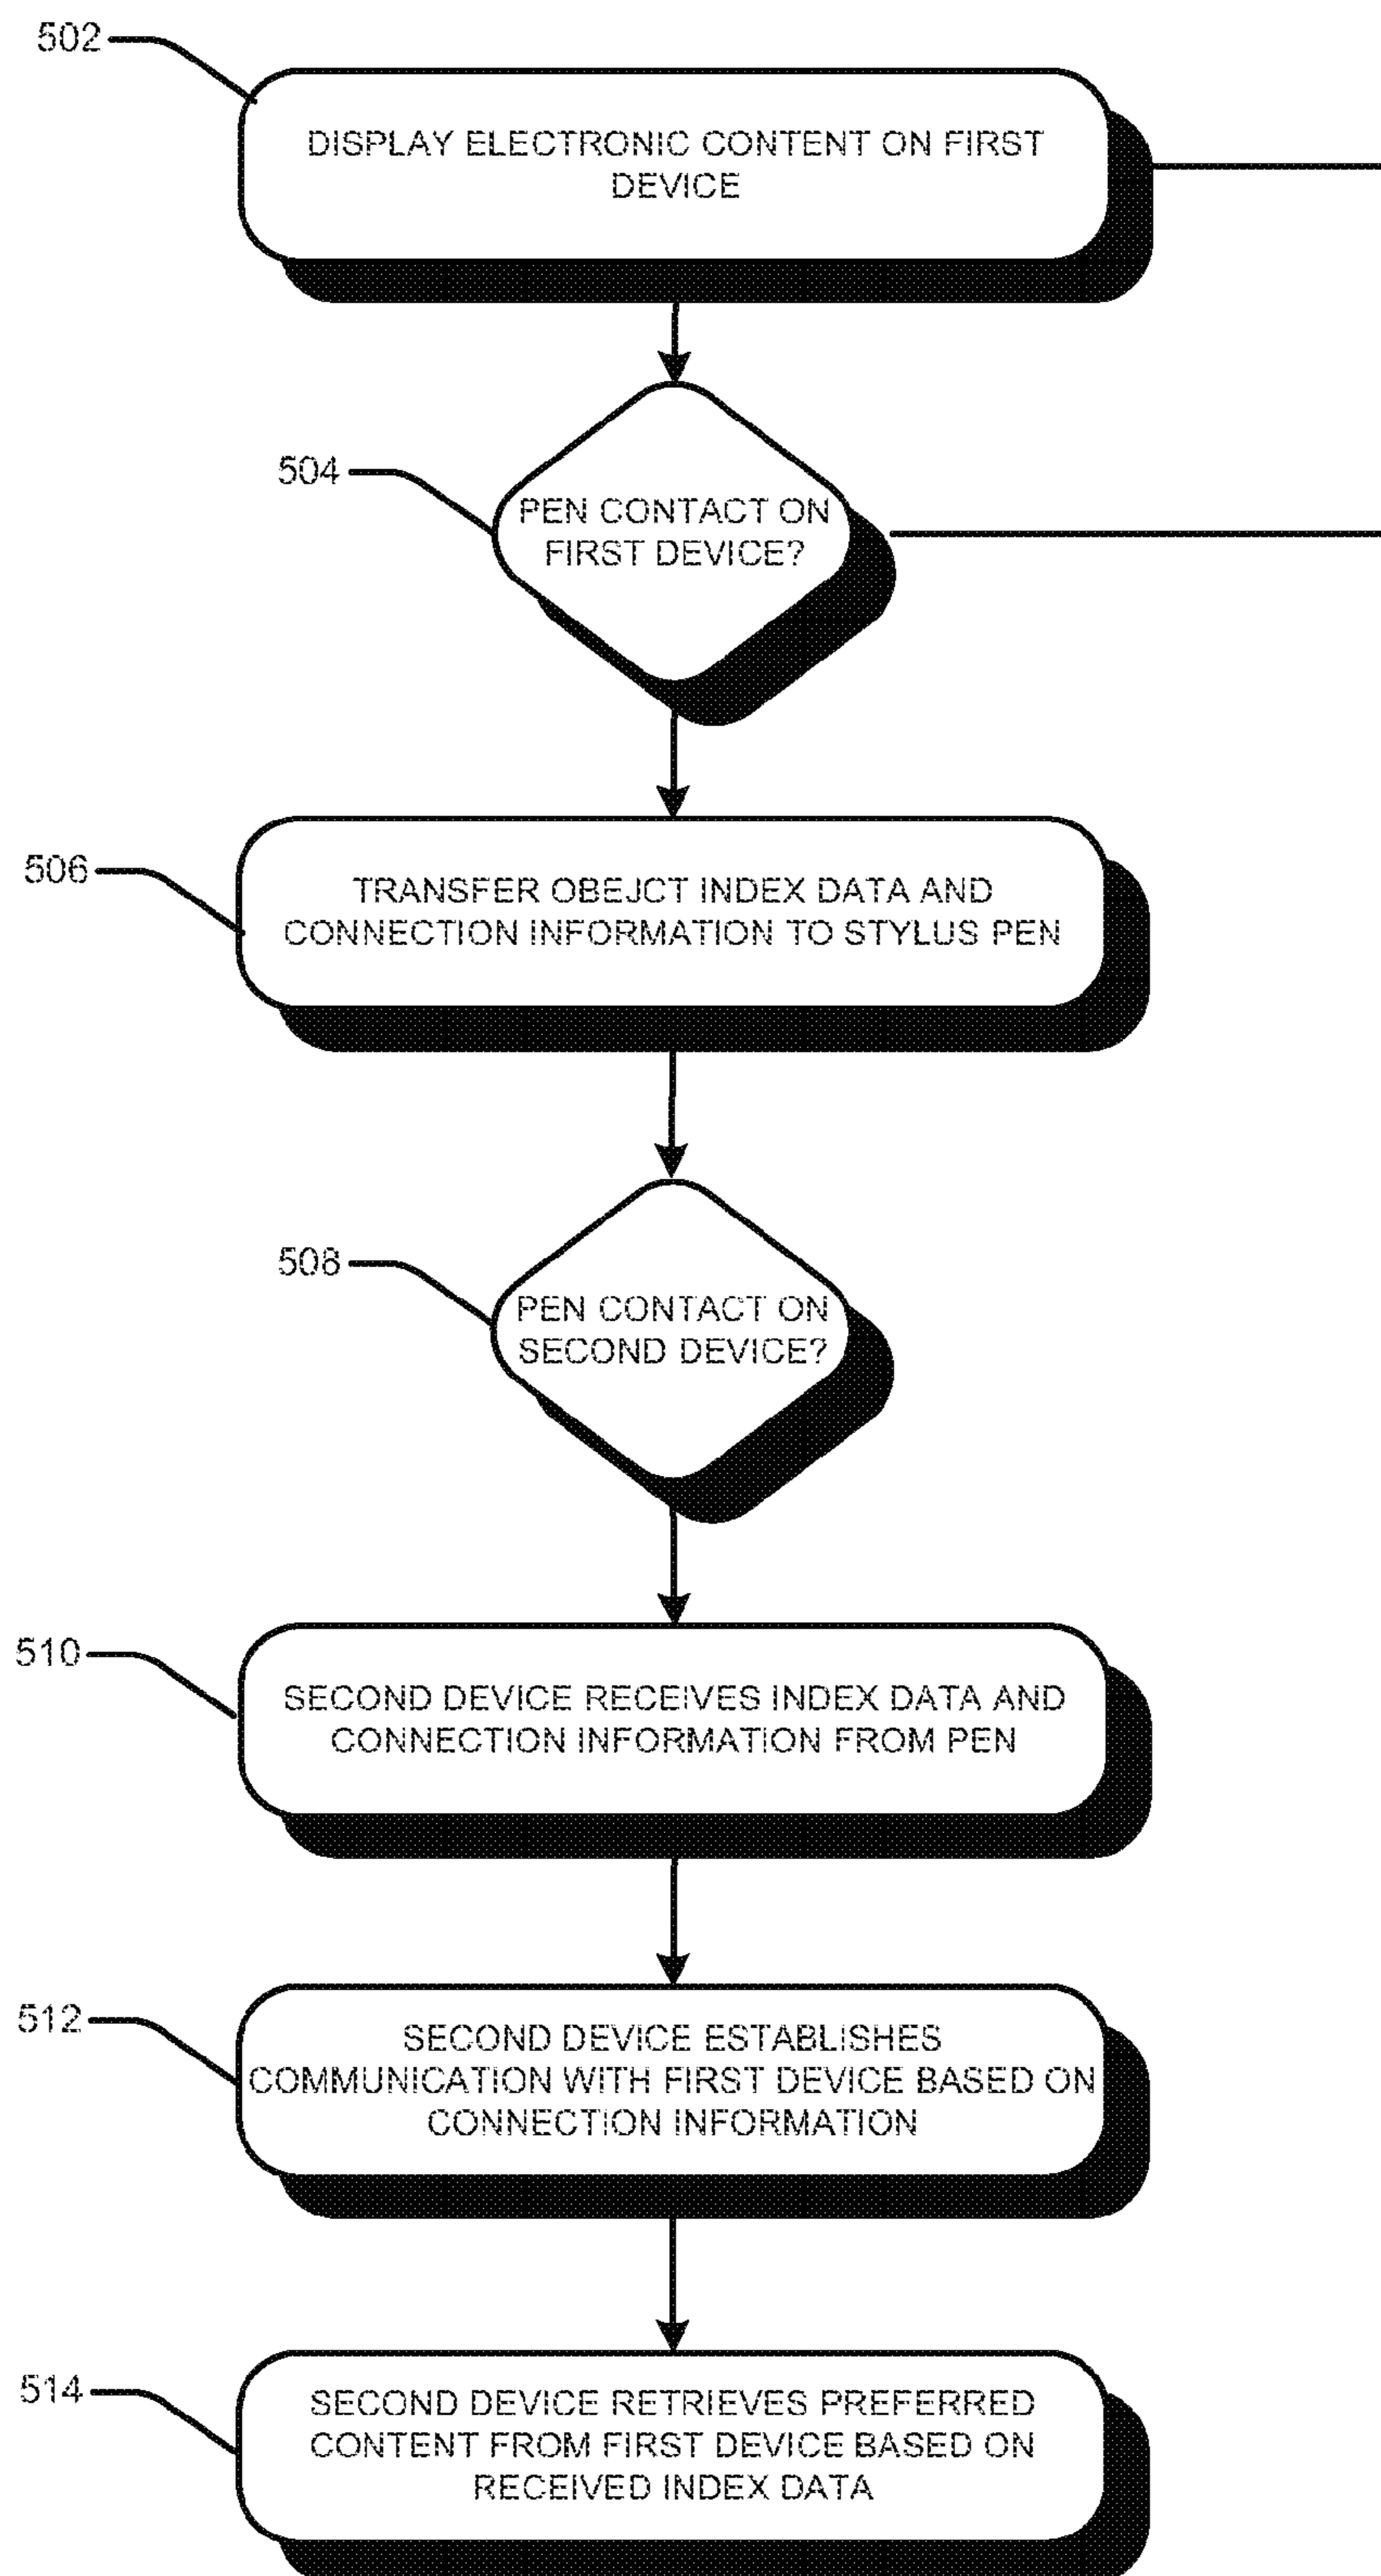 502
DISPLAY ELECTRONIC CONTENT ON FIRST
DEVICE
504
PEN CONTACT ON
FIRST DEVICE?
506
TRANSFER OBEJCT INDEX DATA AND
CONNECTION INFORMATION TO STYLUS PEN
508
PEN CONTACT ON
SECOND DEVICE?
510
SECOND DEVICE RECEIVES INDEX DATA AND
CONNECTION INFORMATION FROM PEN
512
SECOND DEVICE ESTABLISHES
COMMUNICATION WITH FIRST DEVICE BASED ON
CONNECTION INFORMATION
514
SECOND DEVICE RETRIEVES PREFERRED
CONTENT FROM FIRST DEVICE BASED ON
RECEIVED INDEX DATA